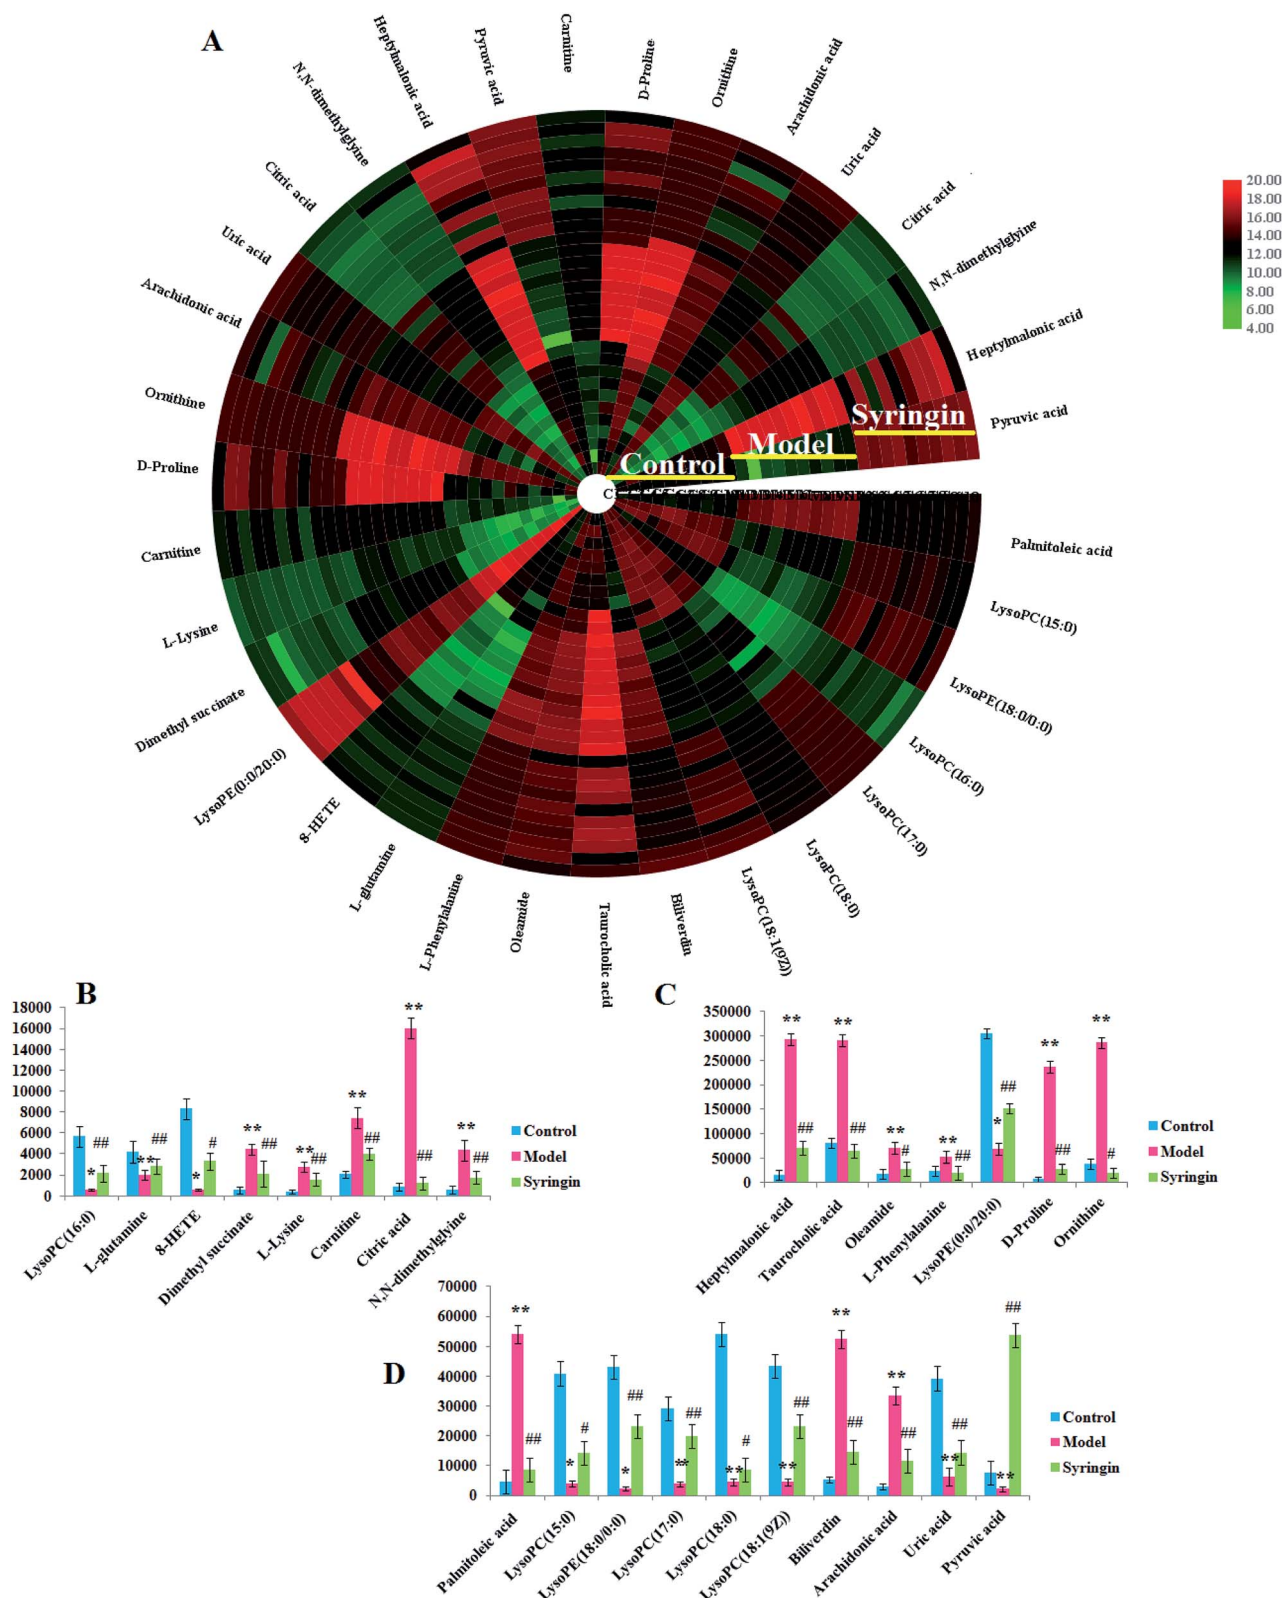 A
Heptylmalonic acid
Pyruvic acid
Carnitine
D-Proline
Ornithine
Arachidonic acid
Uric acid
Citric acid
N,N-dimethylglyine
Heptylmalonic acid
Pyruvic acid
N,N-dimethylglyine
Citric acid
Uric acid
Arachidonic acid
Ornithine
D-Proline
Carnitine
L-Lysine
Dimethyl succinate
LysoPE(0:0/20:0)
8-HETE
L-glutamine
L-Phenylalanine
Oleamide
Taurocholic acid
Biliverdin
LysoPC(18:1(9Z))
LysoPC(18:0)
LysoPC(17:0)
LysoPC(16:0)
LysoPE(18:0/0:0)
LysoPC(15:0)
Palmitoleic acid
Syringin
Model
Control
20.00
18.00
16.00
14.00
12.00
10.00
8.00
6.00
4.00
B
18000
16000
14000
12000
10000
8000
6000
4000
2000
0
* ##
** ##
* #
** ##
** ##
** ##
** ##
** ##
LysoPC(16:0)
L-glutamine
8-HETE
Dimethyl succinate
L-Lysine
Carnitine
Citric acid
N,N-dimethylglyine
Control
Model
Syringin
C
350000
300000
250000
200000
150000
100000
50000
0
** ##
** ##
** #
** ##
* ##
** ##
** #
Heptylmalonic acid
Taurocholic acid
Oleamide
L-Phenylalanine
LysoPE(0:0/20:0)
D-Proline
Ornithine
Control
Model
Syringin
D
70000
60000
50000
40000
30000
20000
10000
0
** ##
* #
* ##
** ##
** #
** ##
** ##
** ##
** ##
** ##
Palmitoleic acid
LysoPC(15:0)
LysoPE(18:0/0:0)
LysoPC(17:0)
LysoPC(18:0)
LysoPC(18:1(9Z))
Biliverdin
Arachidonic acid
Uric acid
Pyruvic acid
Control
Model
Syringin